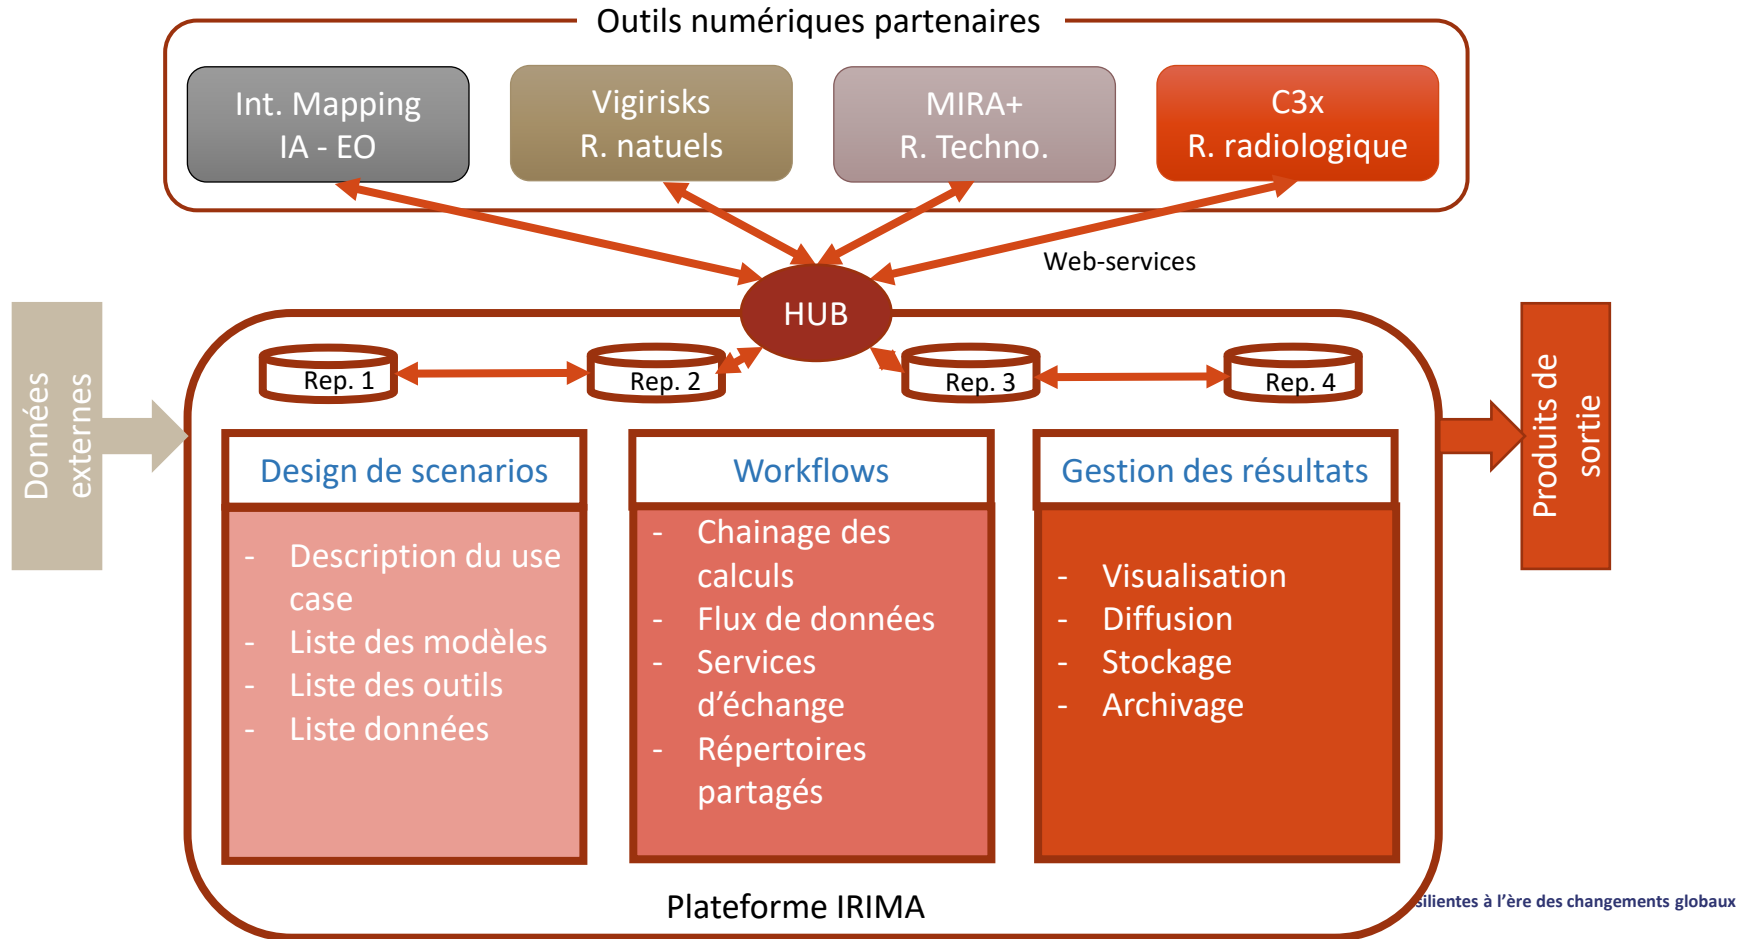 Outils numériques partenaires
Int. Mapping
IA - EO
Vigirisks
R. natuels
MIRA+
R. Techno.
C3x
R. radiologique
Web-services
HUB
Données
externes
Rep. 1
Rep. 2
Rep. 3
Rep. 4
Produits de
sortie
Design de scenarios
- Description du use
case
- Liste des modèles
- Liste des outils
- Liste données
Workflows
- Chainage des
calculs
- Flux de données
- Services
d’échange
- Répertoires
partagés
Gestion des résultats
- Visualisation
- Diffusion
- Stockage
- Archivage
Plateforme IRIMA
silientes à l’ère des changements globaux